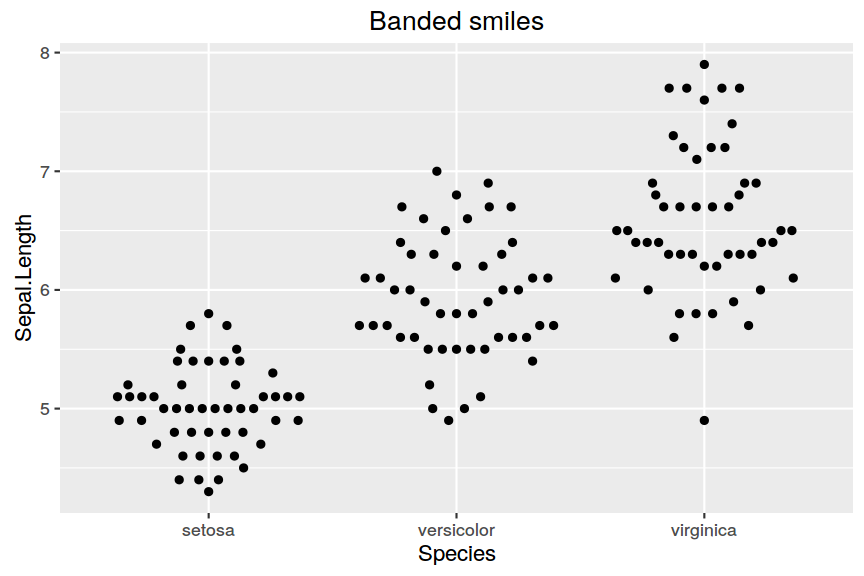 Banded smiles
8
7
6
5
Sepal.Length
setosa versicolor virginica
Species